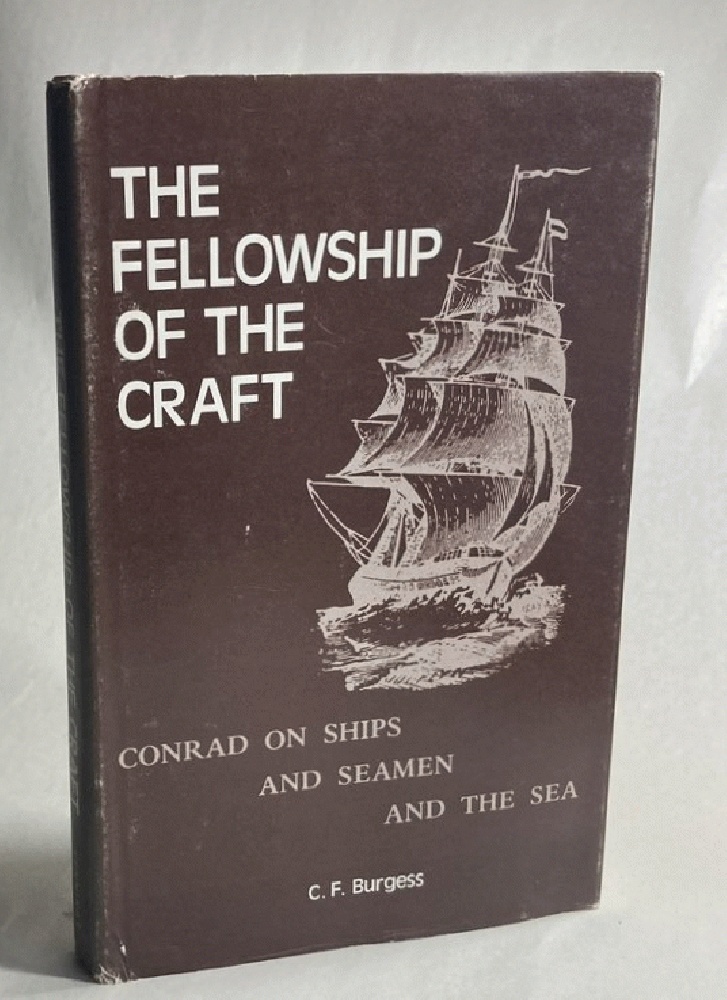 THE
FELLOWSHIP
OF THE
CRAFT
CONRAD ON SHIPS
AND SEAMEN
AND THE SEA
C. F. Burgess